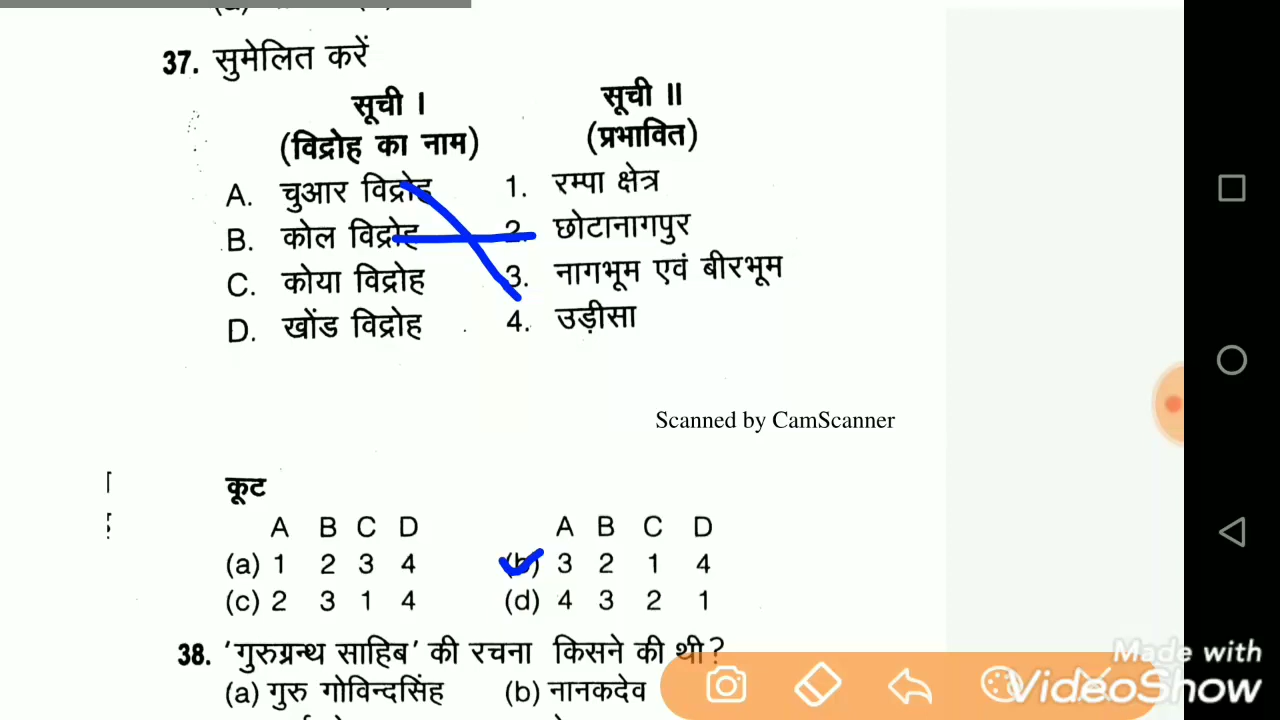 37. सुमेलित करें
सूची I सूची II
(विद्रोह का नाम) (प्रभावित)
A. चुआर विद्रोह 1. रम्पा क्षेत्र
B. कोल विद्रोह 2. छोटानागपुर
C. कोया विद्रोह 3. नागभूम एवं बीरभूम
D. खोंड विद्रोह 4. उड़ीसा
Scanned by CamScanner
कूट
A B C D A B C D
(a) 1 2 3 4 (b) 3 2 1 4
(c) 2 3 1 4 (d) 4 3 2 1
38. 'गुरुग्रन्थ साहिब' की रचना किसने की थी?
(a) गुरु गोविन्दसिंह (b) नानकदेव
Made with
VideoShow